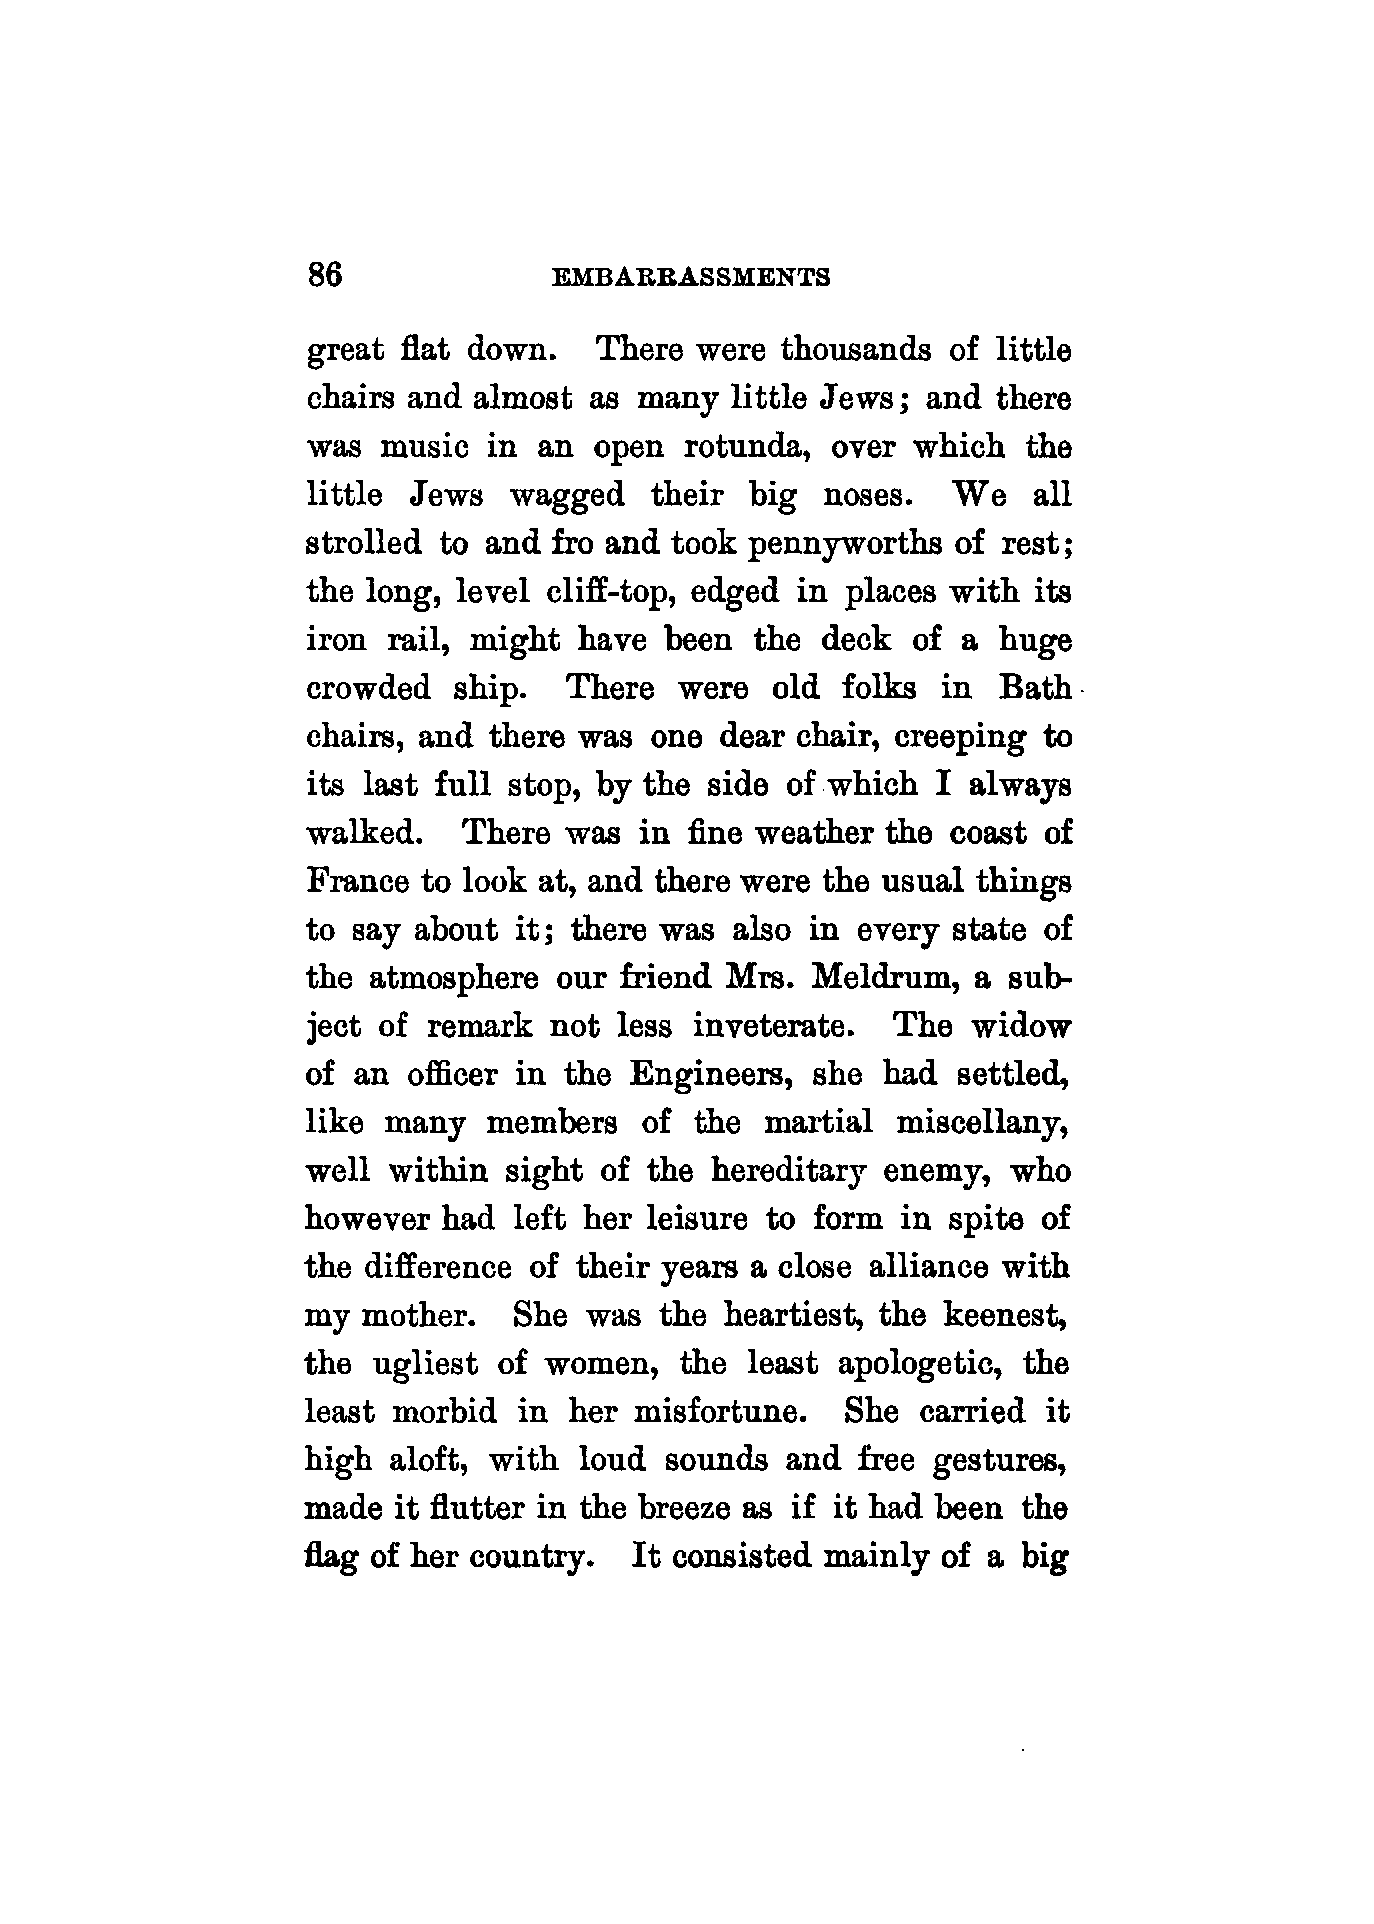 86 EMBARRASSMENTS
great flat down. There were thousands of little
chairs and almost as many little Jews; and there
was music in an open rotunda, over which the
little Jews wagged their big noses. We all
strolled to and fro and took pennyworths of rest;
the long, level cliff-top, edged in places with its
iron rail, might have been the deck of a huge
crowded ship. There were old folks in Bath
chairs, and there was one dear chair, creeping to
its last full stop, by the side of which I always
walked. There was in fine weather the coast of
France to look at, and there were the usual things
to say about it; there was also in every state of
the atmosphere our friend Mrs. Meldrum, a sub-
ject of remark not less inveterate. The widow
of an officer in the Engineers, she had settled,
like many members of the martial miscellany,
well within sight of the hereditary enemy, who
however had left her leisure to form in spite of
the difference of their years a close alliance with
my mother. She was the heartiest, the keenest,
the ugliest of women, the least apologetic, the
least morbid in her misfortune. She carried it
high aloft, with loud sounds and free gestures,
made it flutter in the breeze as if it had been the
flag of her country. It consisted mainly of a big